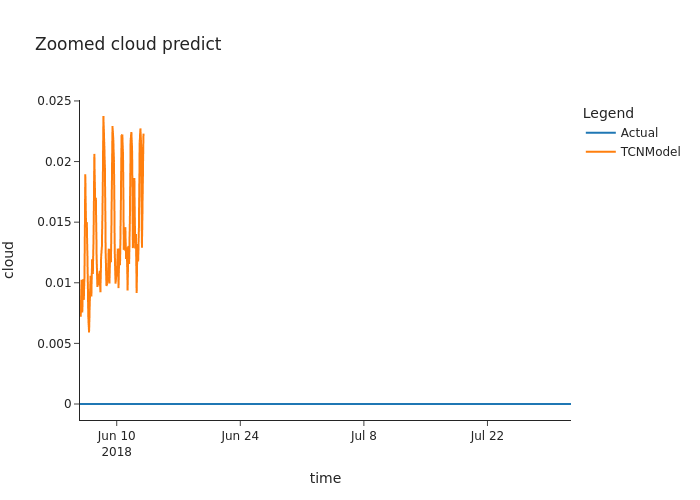 Zoomed cloud predict
Legend
Actual
TCNModel
cloud
0.025
0.02
0.015
0.01
0.005
0
Jun 10
2018
Jun 24
Jul 8
Jul 22
time